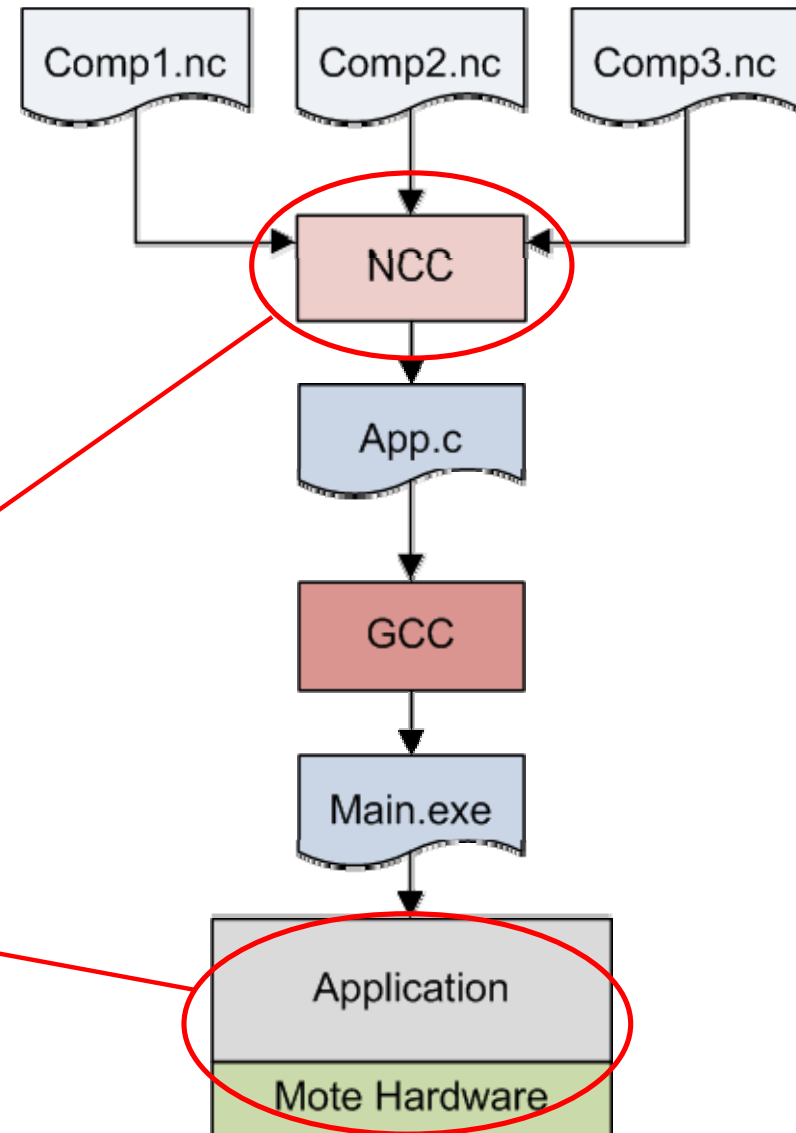 Comp1.nc
Comp2.nc
Comp3.nc
NCC
App.c
GCC
Main.exe
Application
Mote Hardware